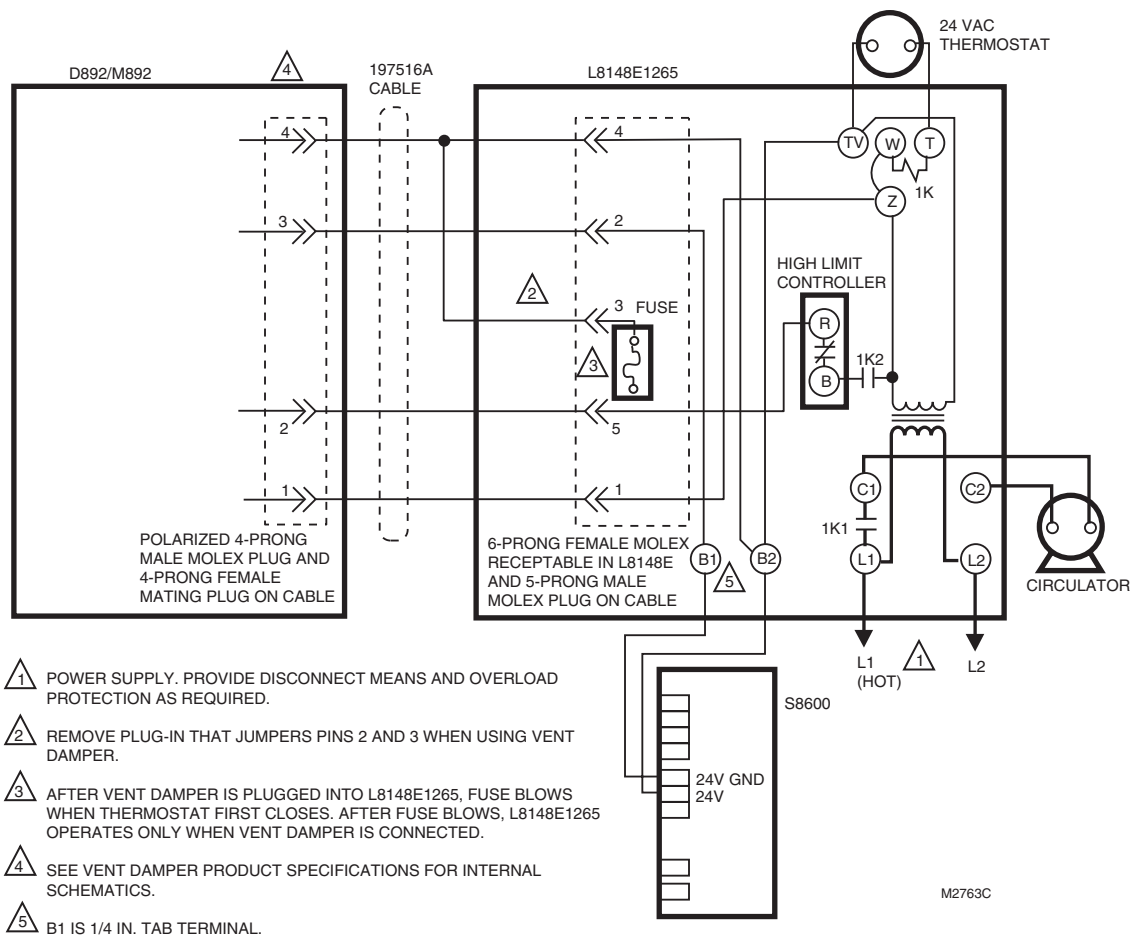 24 VAC
THERMOSTAT
D892/M892
4
197516A
CABLE
L8148E1265
4
4
TV
W
T
1K
Z
3
2
HIGH LIMIT
CONTROLLER
2
3
FUSE
R
3
1K2
B
2
5
C1
C2
1
1
1K1
POLARIZED 4-PRONG
MALE MOLEX PLUG AND
4-PRONG FEMALE
MATING PLUG ON CABLE
6-PRONG FEMALE MOLEX
RECEPTABLE IN L8148E
AND 5-PRONG MALE
MOLEX PLUG ON CABLE
B1
5
B2
L1
L2
CIRCULATOR
L1
(HOT)
1
L2
S8600
24V GND
24V
1 POWER SUPPLY. PROVIDE DISCONNECT MEANS AND OVERLOAD
PROTECTION AS REQUIRED.
2 REMOVE PLUG-IN THAT JUMPERS PINS 2 AND 3 WHEN USING VENT
DAMPER.
3 AFTER VENT DAMPER IS PLUGGED INTO L8148E1265, FUSE BLOWS
WHEN THERMOSTAT FIRST CLOSES. AFTER FUSE BLOWS, L8148E1265
OPERATES ONLY WHEN VENT DAMPER IS CONNECTED.
4 SEE VENT DAMPER PRODUCT SPECIFICATIONS FOR INTERNAL
SCHEMATICS.
5 B1 IS 1/4 IN. TAB TERMINAL.
M2763C